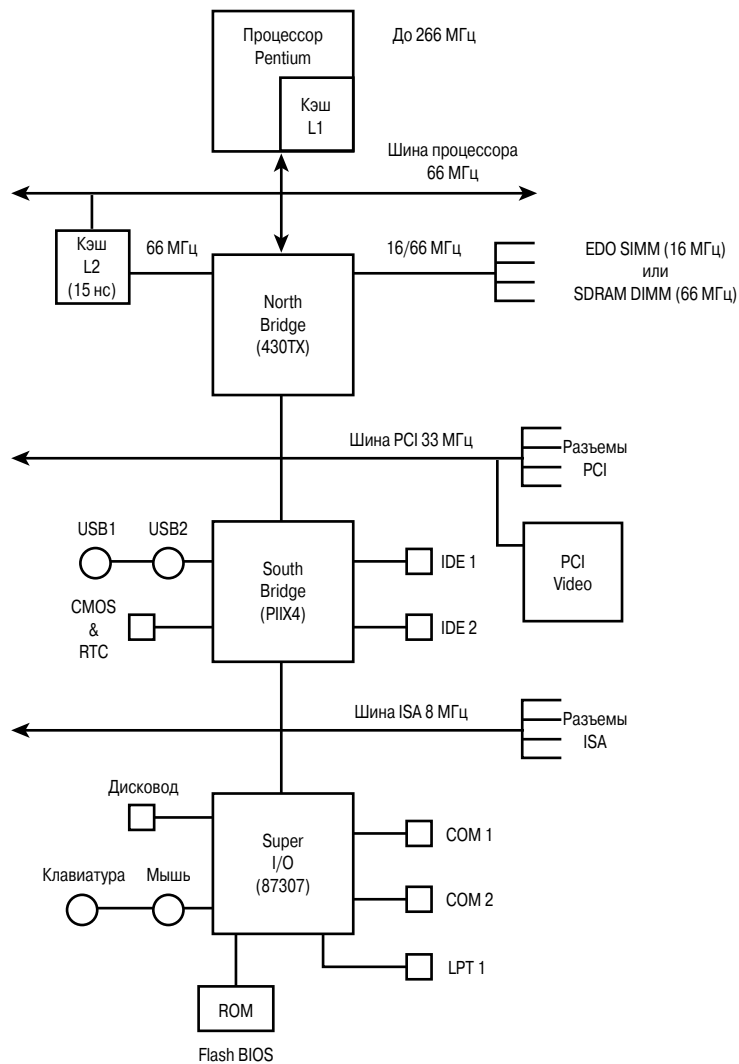 Процессор
Pentium
До 266 МГц
Кэш
L1
Шина процессора
66 МГц
Кэш
L2
(15 нс)
66 МГц
16/66 МГц
EDO SIMM (16 МГц)
или
SDRAM DIMM (66 МГц)
North
Bridge
(430TX)
Шина PCI 33 МГц
Разъемы
PCI
USB1
USB2
South
Bridge
(PIIX4)
IDE 1
PCI
Video
CMOS
&
RTC
IDE 2
Шина ISA 8 МГц
Разъемы
ISA
Дисковод
Super
I/O
(87307)
COM 1
Клавиатура
Мышь
COM 2
LPT 1
ROM
Flash BIOS